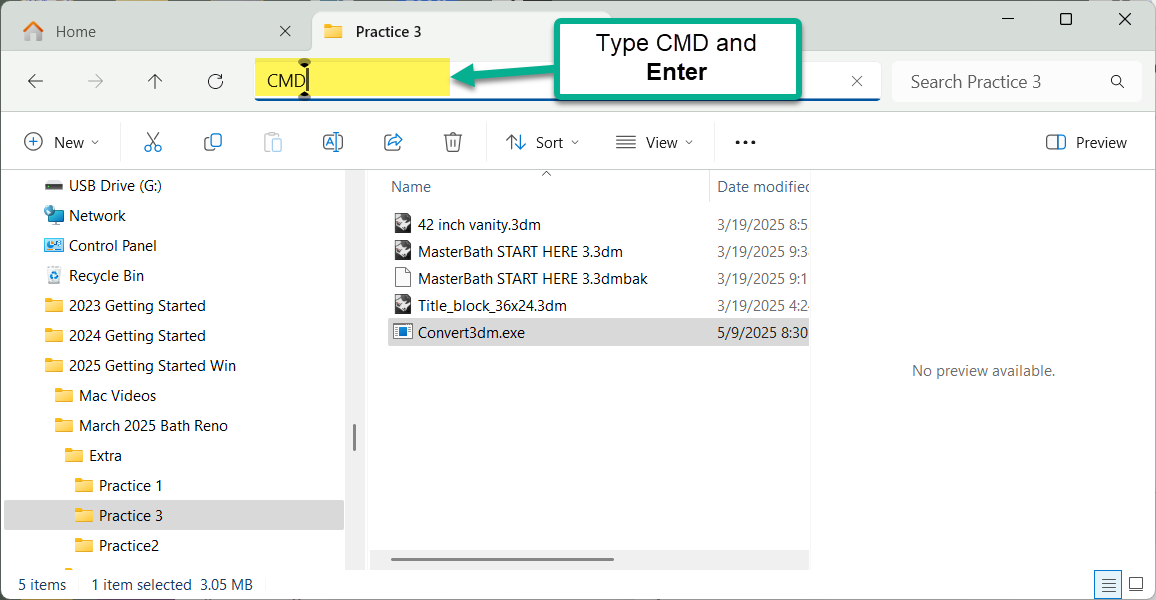 Home
Practice 3
Type CMD and
Enter
CMD
Search Practice 3
New
Sort
View
Preview
USB Drive (G:)
Network
Control Panel
Recycle Bin
2023 Getting Started
2024 Getting Started
2025 Getting Started Win
Mac Videos
March 2025 Bath Reno
Extra
Practice 1
Practice 3
Practice2
Name Date modified
42 inch vanity.3dm 3/19/2025 8:5
MasterBath START HERE 3.3dm 3/19/2025 9:3
MasterBath START HERE 3.3dmbak 3/19/2025 9:1
Title_block_36x24.3dm 3/19/2025 4:2
Convert3dm.exe 5/9/2025 8:30
No preview available.
5 items 1 item selected 3.05 MB